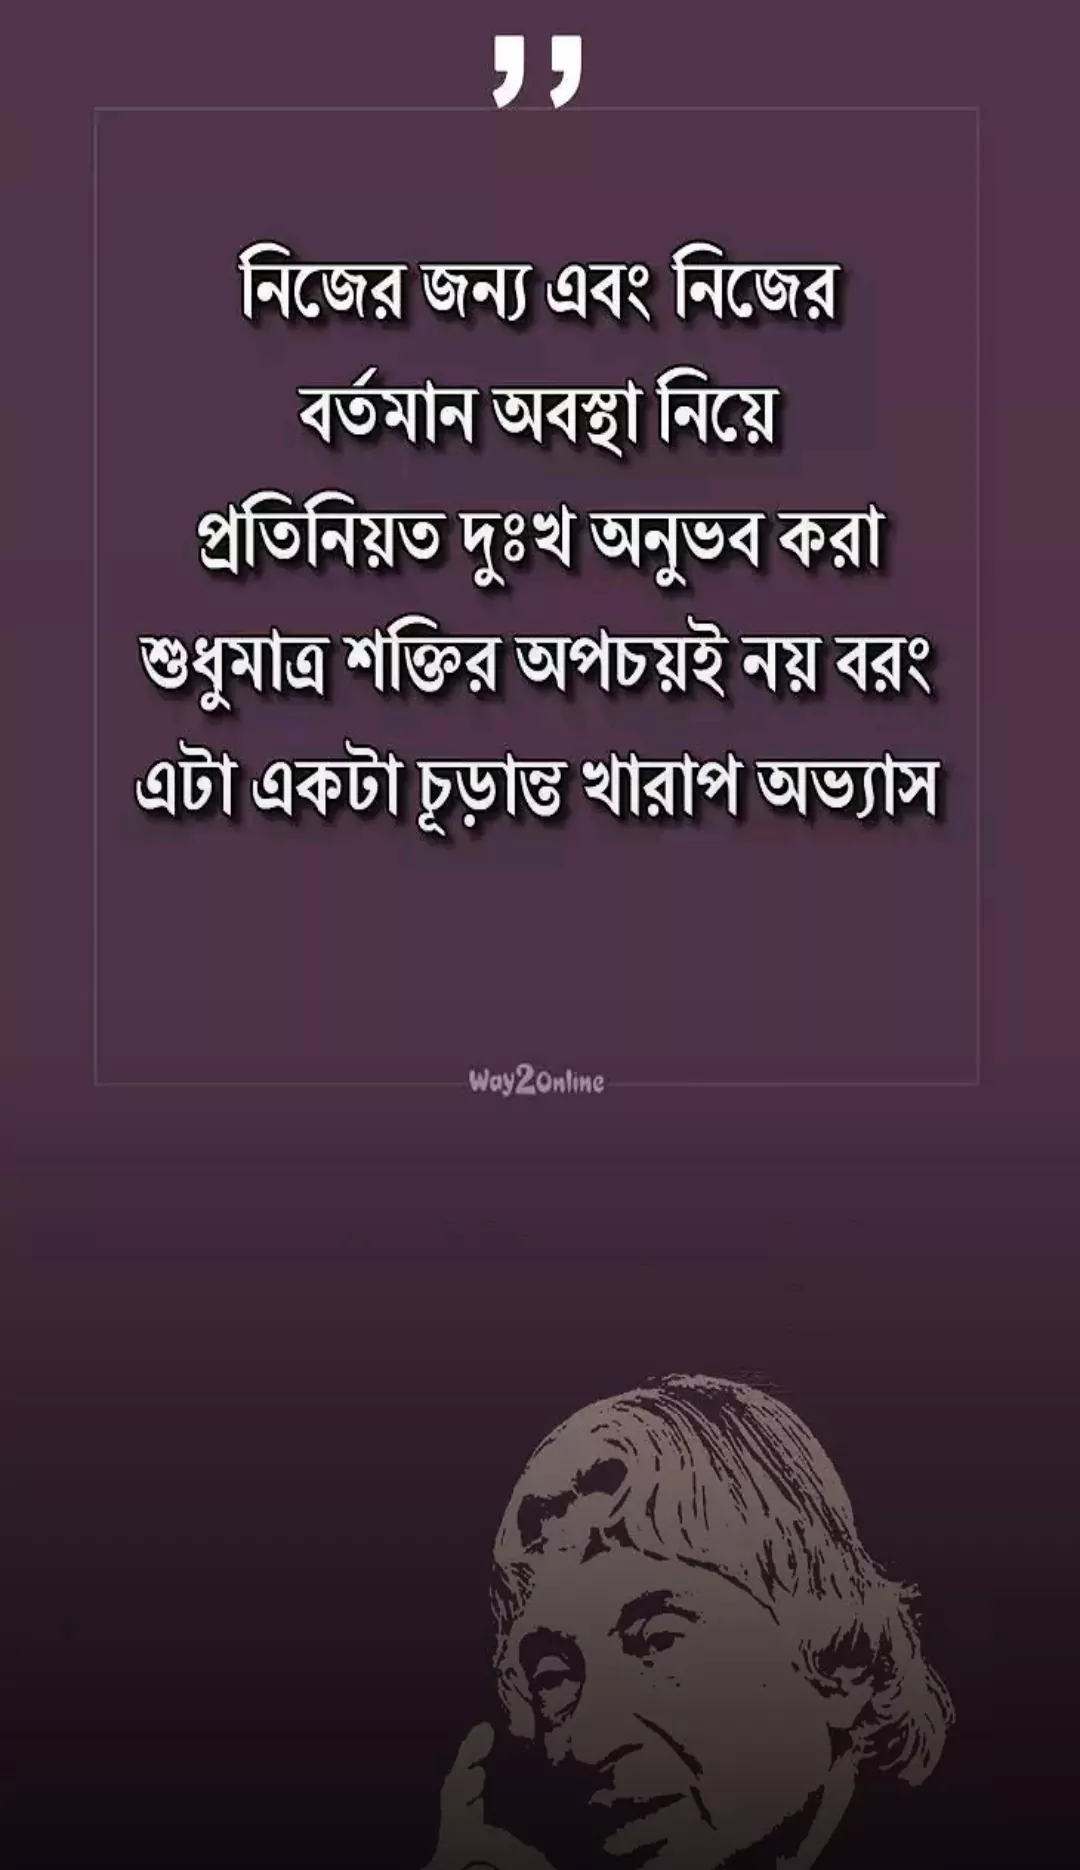 ”
নিজের জন্য এবং নিজের
বর্তমান অবস্থা নিয়ে
প্রতিনিয়ত দুঃখ অনুভব করা
শুধুমাত্র শক্তির অপচয়ই নয় বরং
এটা একটা চূড়ান্ত খারাপ অভ্যাস
Way2Online